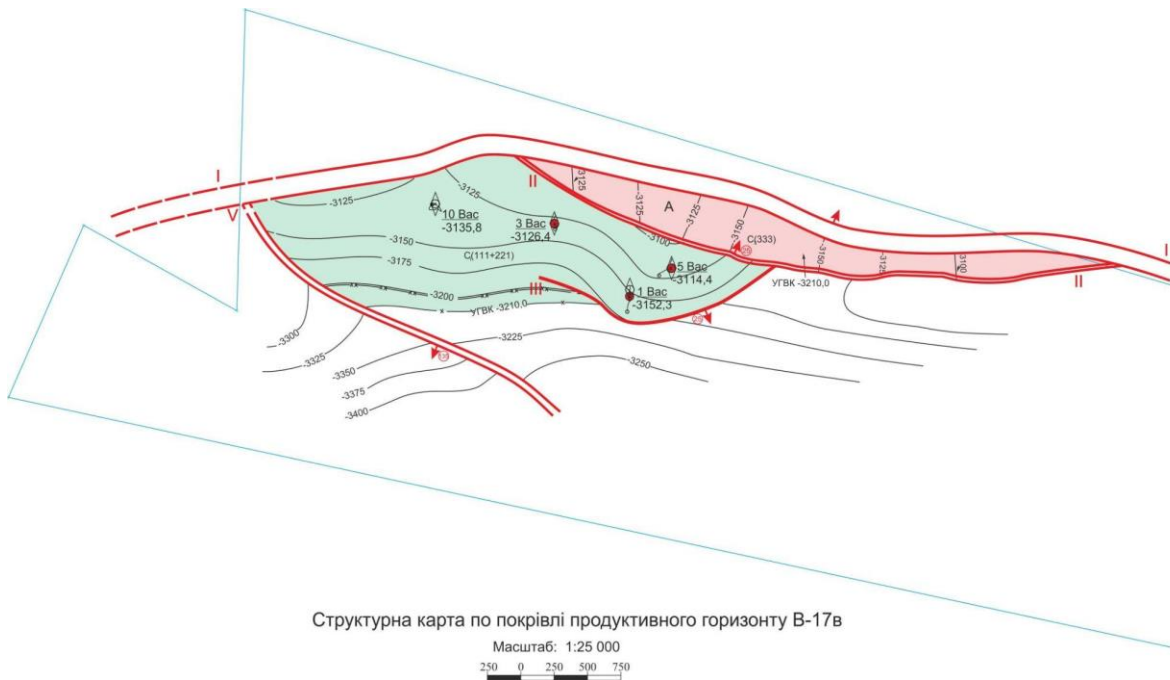 I
II
V
-3125
-3125
-3125
-3125
-3125
-3150
-3100
A
C(333)
-3150
-3125
-3100
I
II
УГВК -3210,0
10 Вас
-3135,8
3 Вас
-3126,4
5 Вас
-3114,4
1 Вас
-3152,3
-3150
C(111+221)
-3175
-3200
III
УГВК -3210,0
-3300
-3325
-3350
-3375
-3400
-3225
-3250
Структурна карта по покрівлі продуктивного горизонту В-17в
Масштаб: 1:25 000
250 0 250 500 750